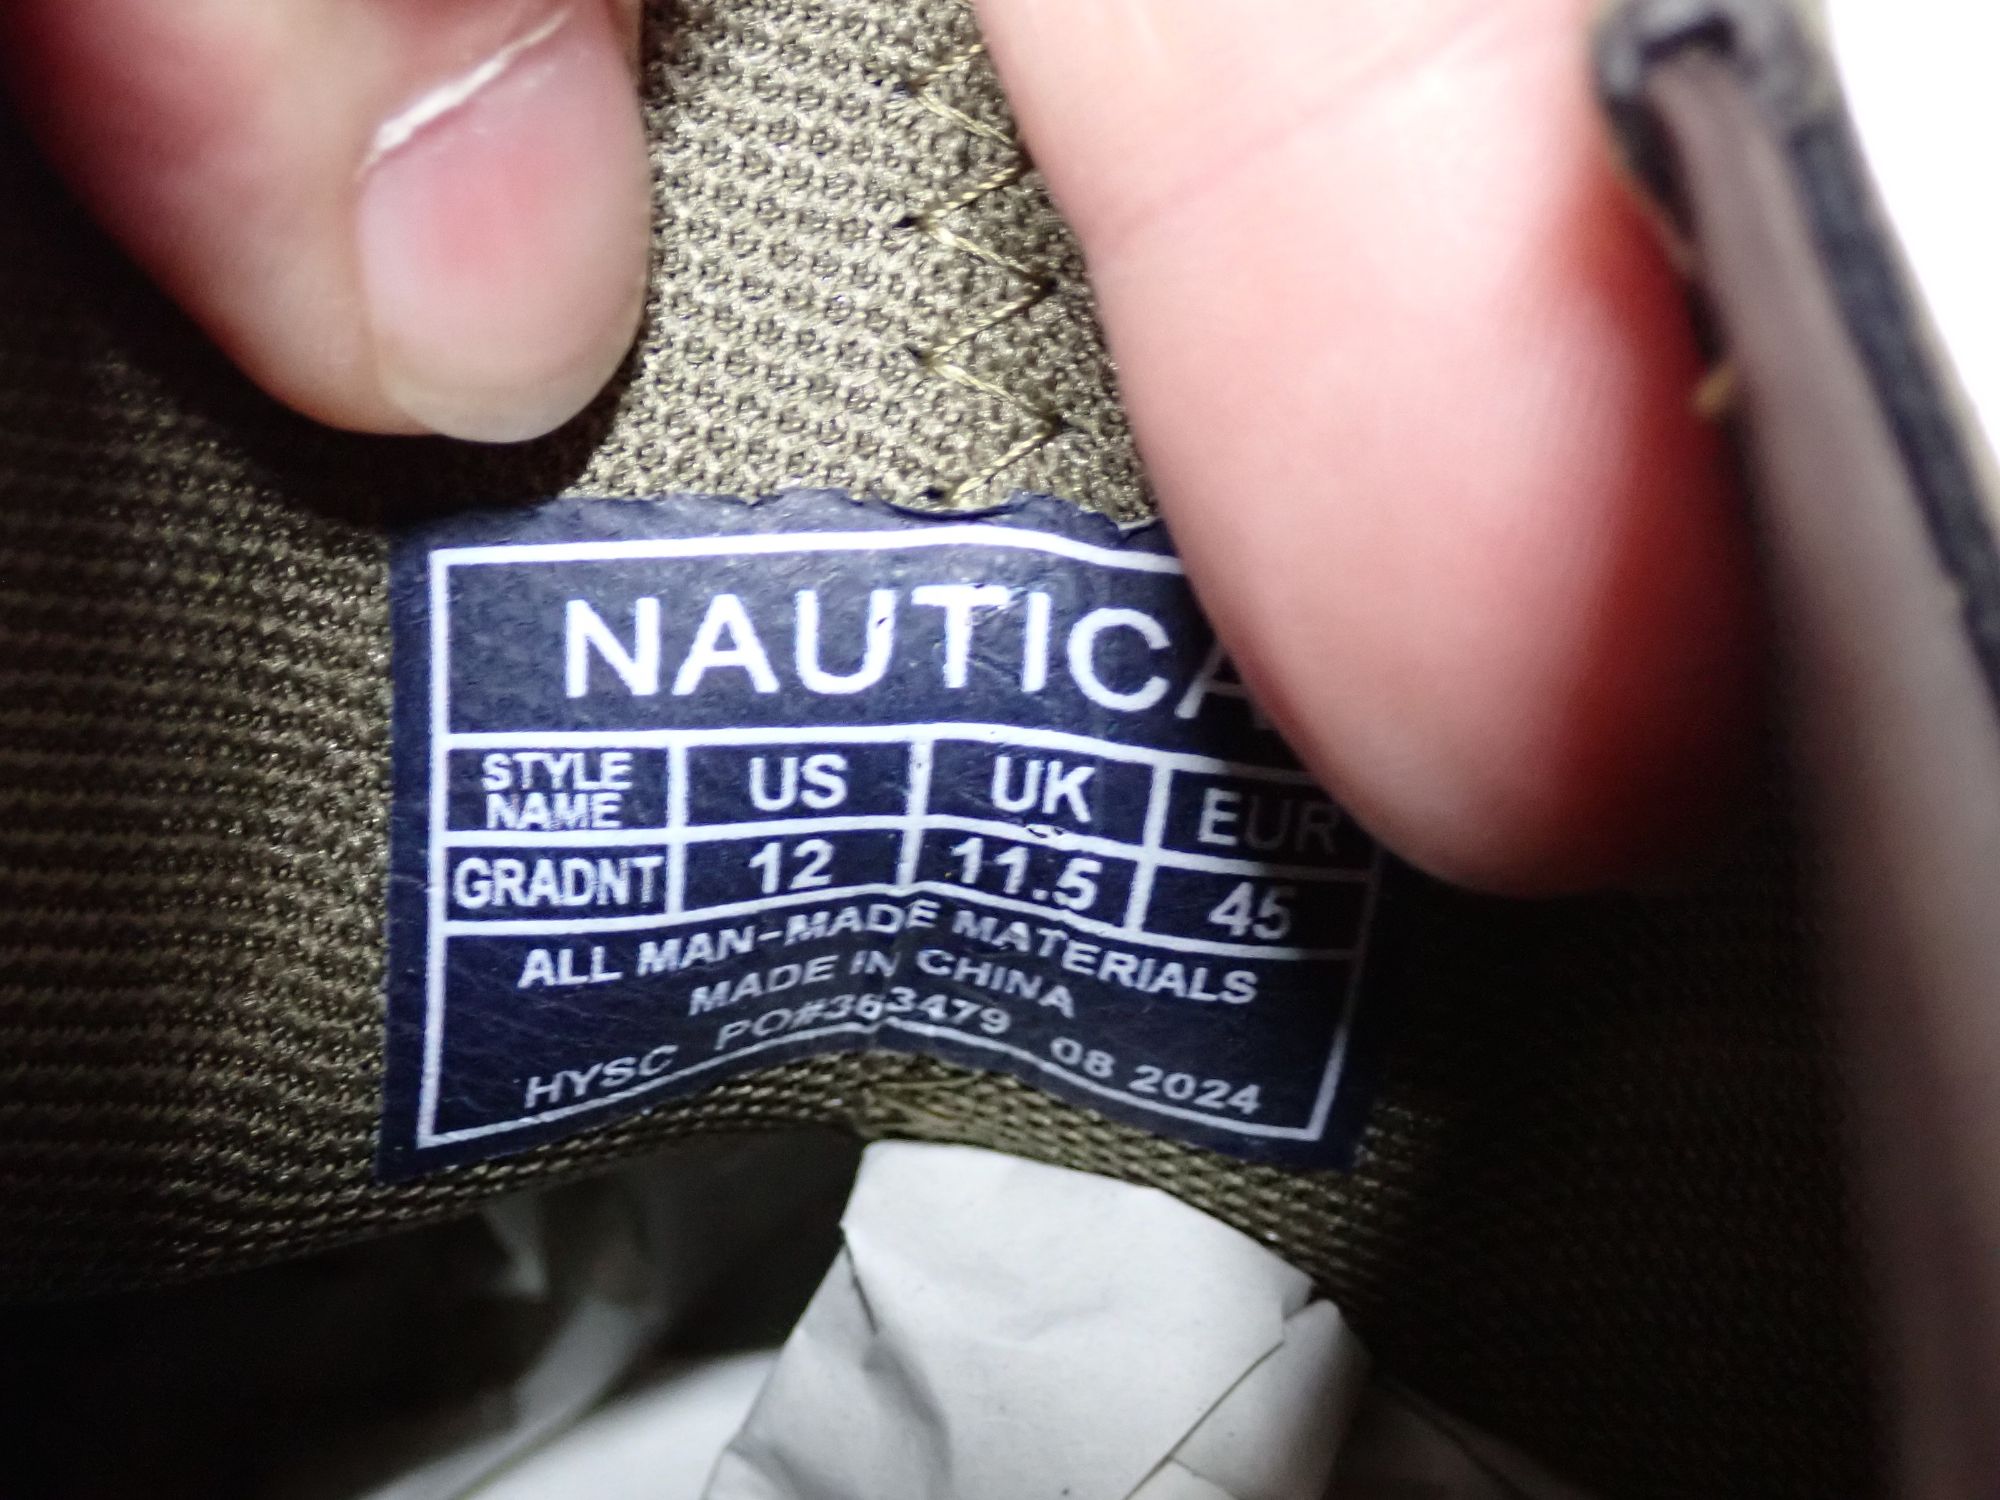 NAUTICA
STYLE NAME US UK EUR
GRADNT 12 11.5 45
ALL MAN-MADE MATERIALS
MADE IN CHINA
HYSC PO#363479 08 2024